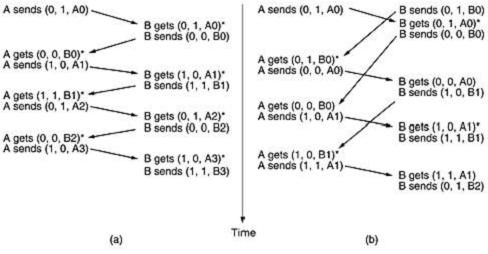 A sends (0, 1, A0)
B gets (0, 1, A0)*
B sends (0, 0, B0)
A gets (0, 0, B0)*
A sends (1, 0, A1)
B gets (1, 0, A1)*
B sends (1, 1, B1)
A gets (1, 1, B1)*
A sends (0, 1, A2)
B gets (0, 1, A2)*
B sends (0, 0, B2)
A gets (0, 0, B2)*
A sends (1, 0, A3)
B gets (1, 0, A3)*
B sends (1, 1, B3)
(a)
Time
A sends (0, 1, A0)
B sends (0, 1, B0)
B gets (0, 1, A0)*
B sends (0, 0, B0)
A gets (0, 1, B0)*
A sends (0, 0, A0)
B gets (0, 0, A0)
B sends (1, 0, B1)
A gets (0, 0, B0)
A sends (1, 0, A1)
B gets (1, 0, A1)*
B sends (1, 1, B1)
A gets (1, 0, B1)*
A sends (1, 1, A1)
B gets (1, 1, A1)
B sends (0, 1, B2)
(b)